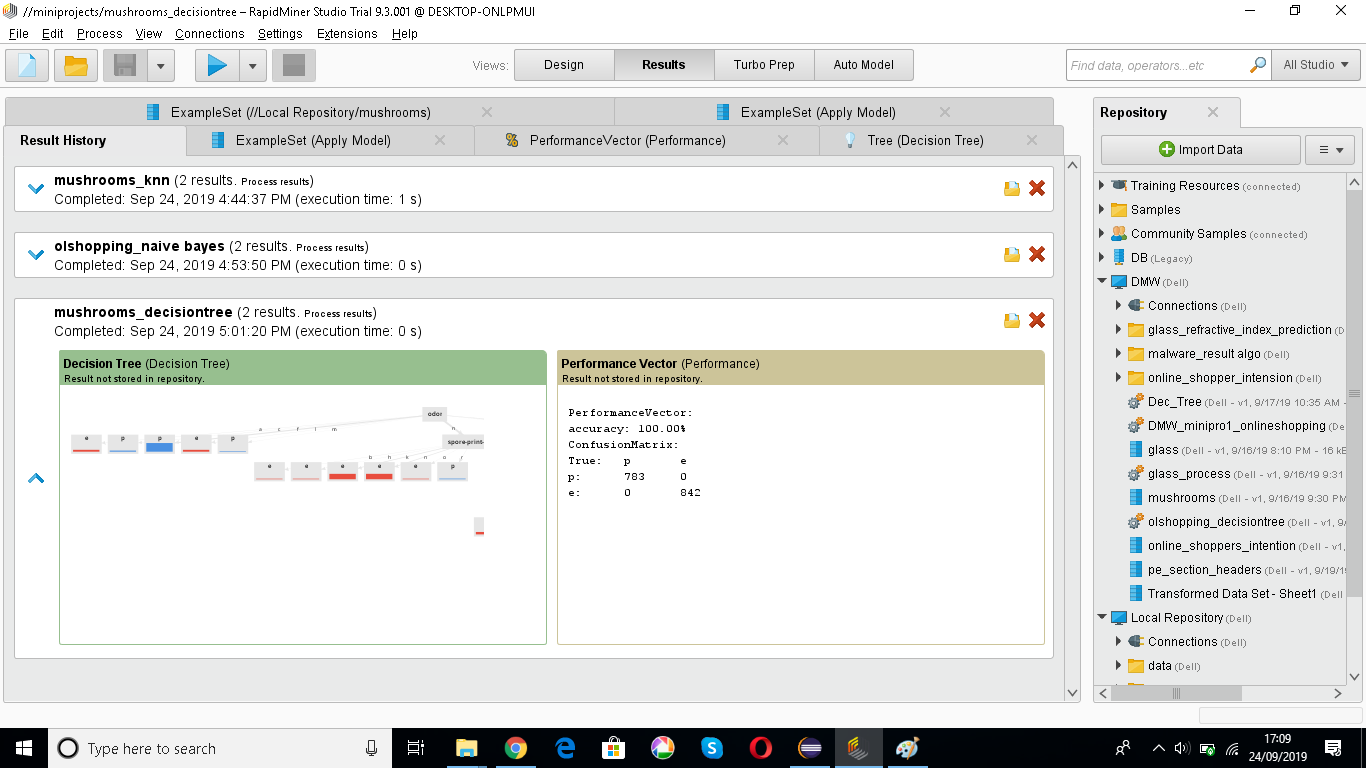 //miniprojects/mushrooms_decisiontree – RapidMiner Studio Trial 9.3.001 @ DESKTOP-ONLPMUI
File Edit Process View Connections Settings Extensions Help
Views: Design Results Turbo Prep Auto Model
Find data, operators...etc
All Studio
ExampleSet (//Local Repository/mushrooms)
ExampleSet (Apply Model)
Result History
ExampleSet (Apply Model)
PerformanceVector (Performance)
Tree (Decision Tree)
mushrooms_knn (2 results. Process results)
Completed: Sep 24, 2019 4:44:37 PM (execution time: 1 s)
olshopping_naive bayes (2 results. Process results)
Completed: Sep 24, 2019 4:53:50 PM (execution time: 0 s)
mushrooms_decisiontree (2 results. Process results)
Completed: Sep 24, 2019 5:01:20 PM (execution time: 0 s)
Decision Tree (Decision Tree)
Result not stored in repository.
odor
a c f l m n
e p p e p
spore-print-
b h k n o r
e e e e e p
Performance Vector (Performance)
Result not stored in repository.
PerformanceVector:
accuracy: 100.00%
ConfusionMatrix:
True: p e
p: 783 0
e: 0 842
Repository
Import Data
Training Resources (connected)
Samples
Community Samples (connected)
DB (Legacy)
DMW (Dell)
Connections (Dell)
glass_refractive_index_prediction (D
malware_result algo (Dell)
online_shopper_intension (Dell)
Dec_Tree (Dell - v1, 9/17/19 10:35 AM -
DMW_minipro1_onlineshopping (Dell -
glass (Dell - v1, 9/16/19 8:10 PM - 16 kB
glass_process (Dell - v1, 9/16/19 9:31
mushrooms (Dell - v1, 9/16/19 9:30 PM
olshopping_decisiontree (Dell - v1, 9/
online_shoppers_intention (Dell - v1,
pe_section_headers (Dell - v1, 9/19/1
Transformed Data Set - Sheet1 (Dell
Local Repository (Dell)
Connections (Dell)
data (Dell)
Type here to search
17:09
24/09/2019